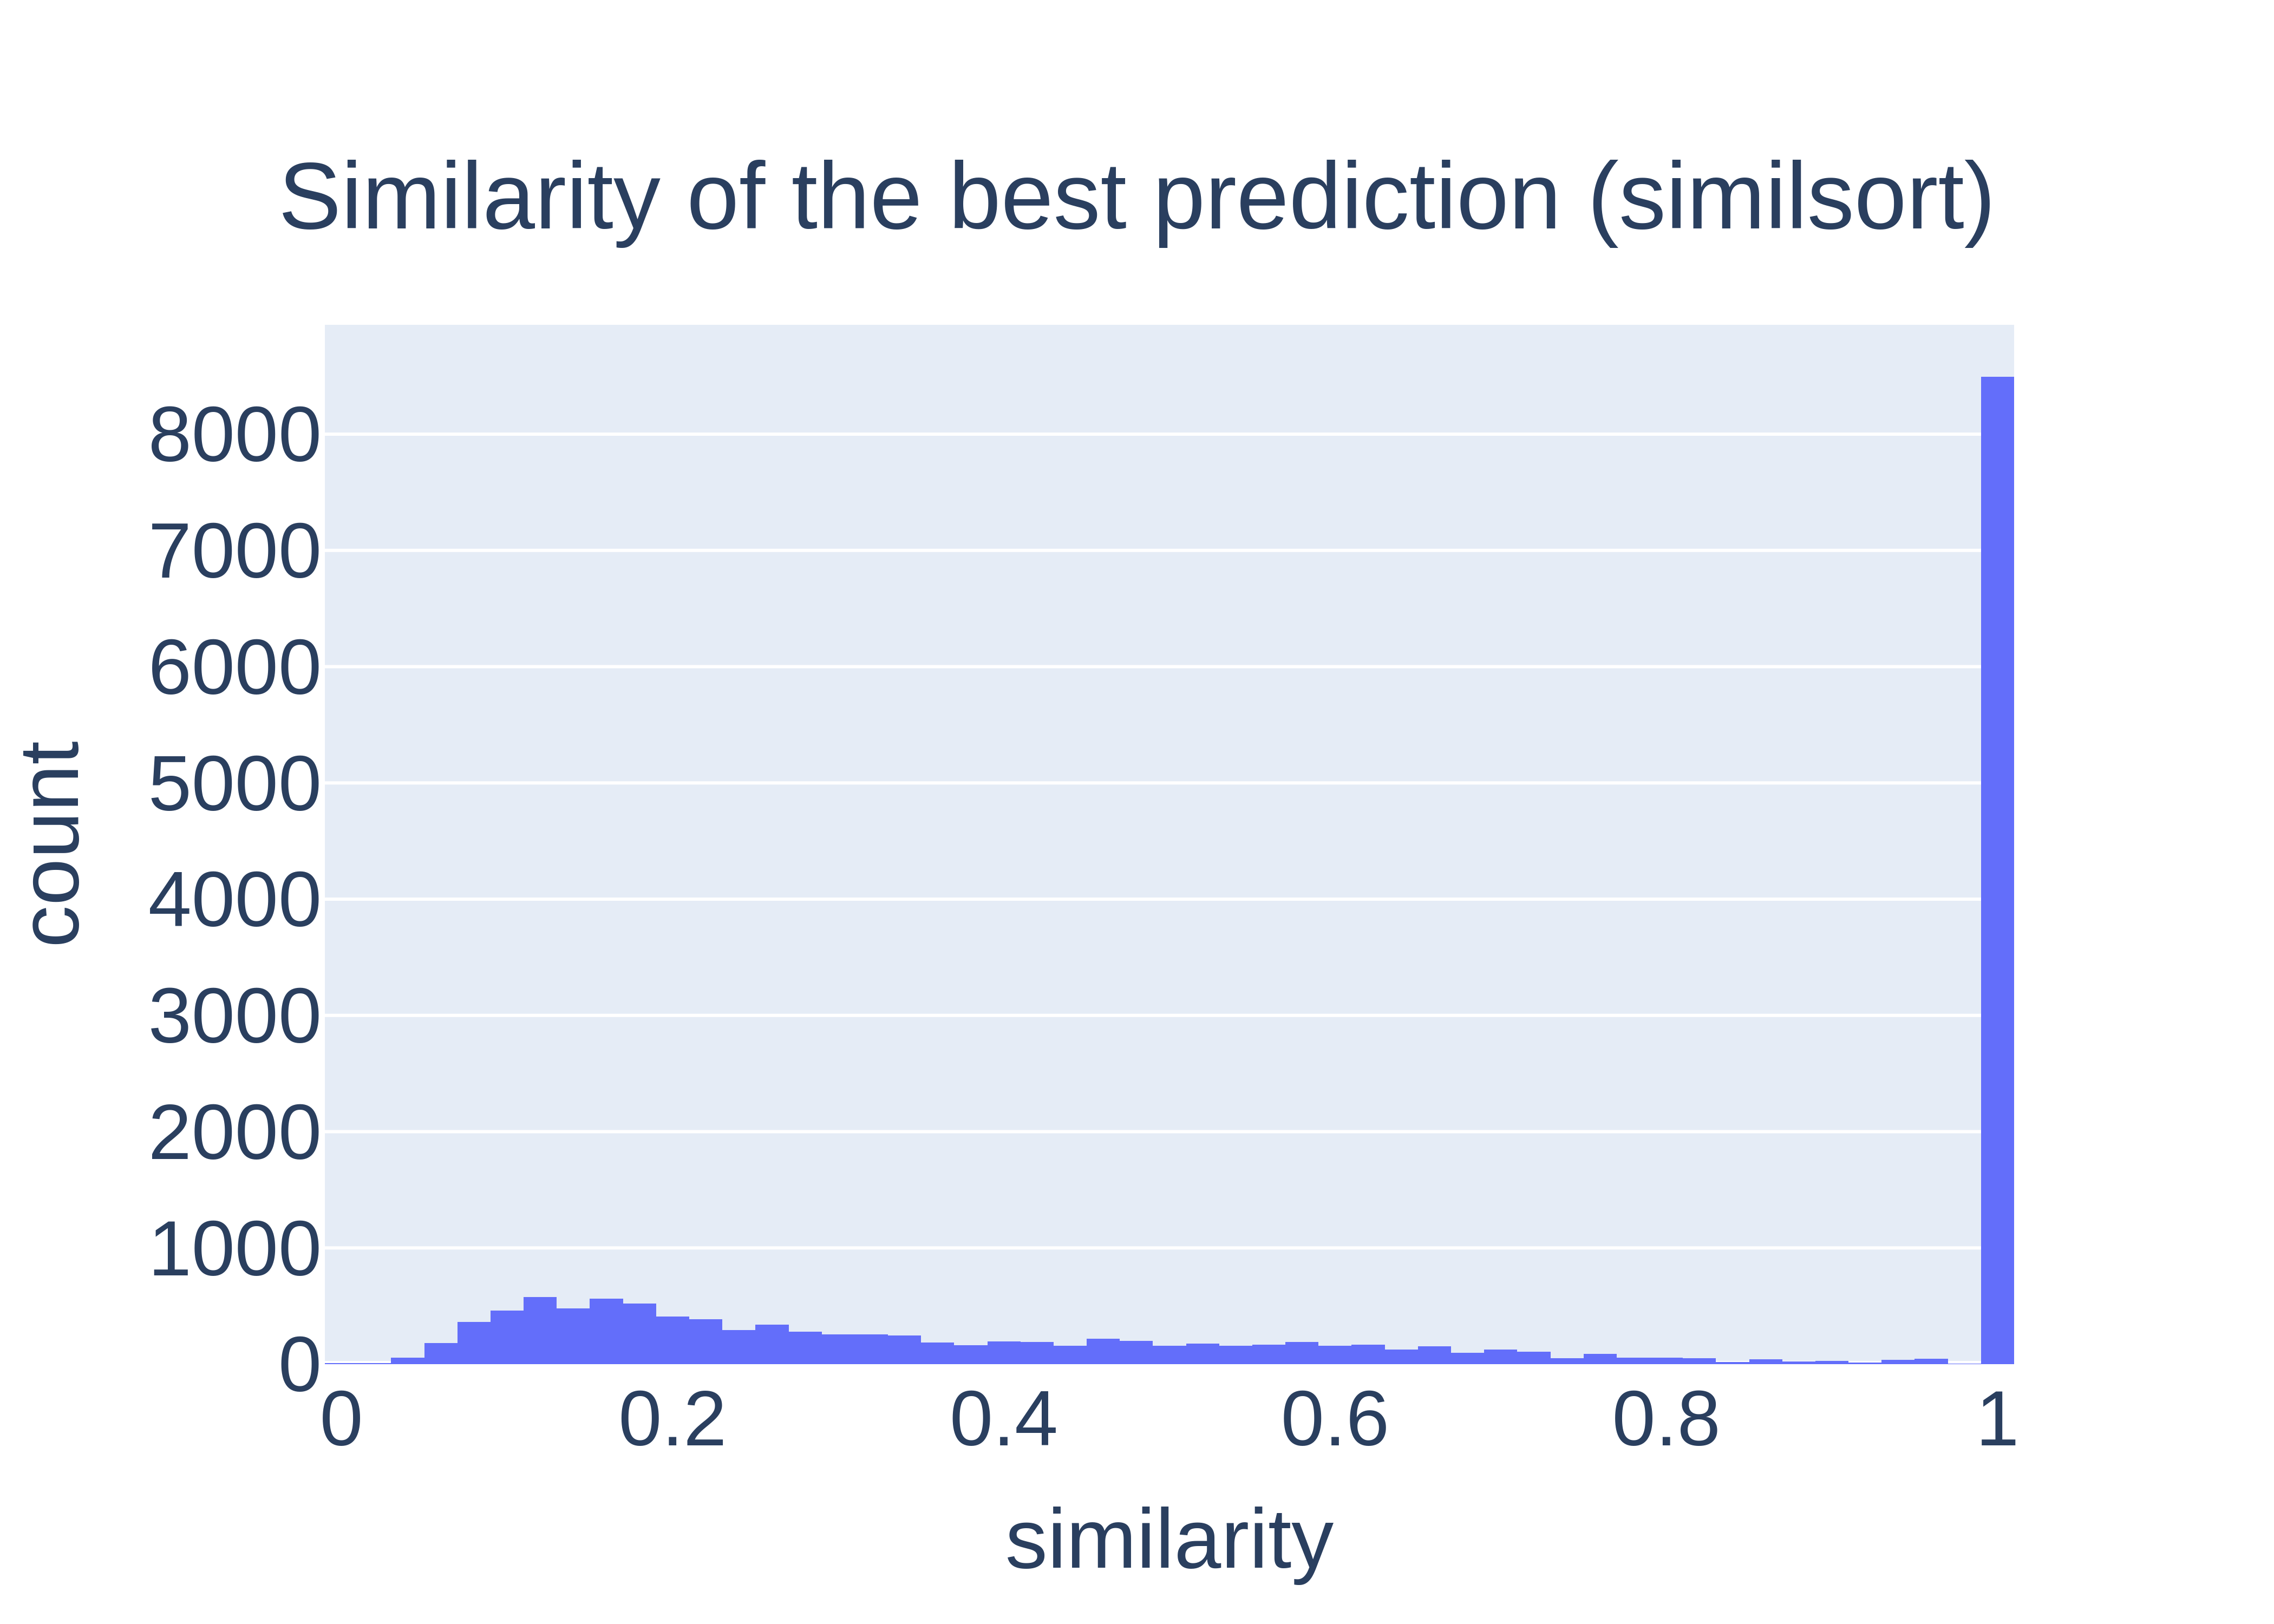 Similarity of the best prediction (similsort)
8000
7000
6000
5000
4000
3000
2000
1000
0
count
0 0.2 0.4 0.6 0.8 1
similarity